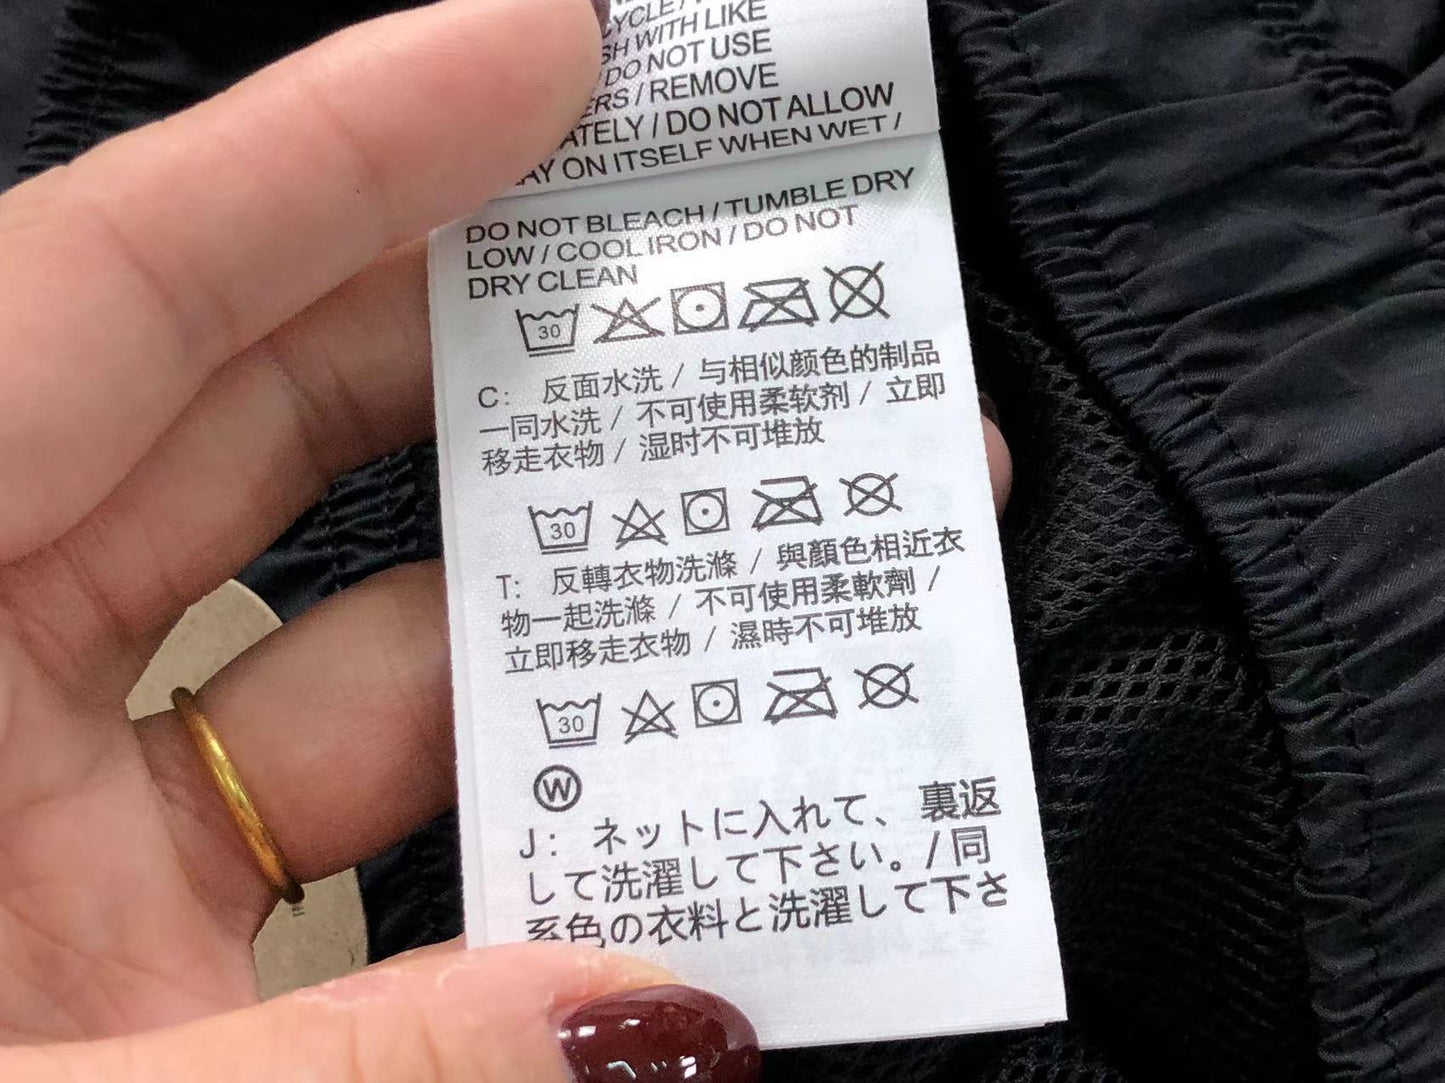 CYCLE /
WITH LIKE
DO NOT USE
/ REMOVE
/ DO NOT ALLOW
ON ITSELF WHEN WET /
DO NOT BLEACH / TUMBLE DRY
LOW / COOL IRON / DO NOT
DRY CLEAN
30
C： 反面水洗 / 与相似颜色的制品
一同水洗 / 不可使用柔软剂 / 立即
移走衣物 / 湿时不可堆放
30
T： 反轉衣物洗滌 / 與顏色相近衣
物一起洗滌 / 不可使用柔軟劑 /
立即移走衣物 / 濕時不可堆放
30
W
J： ネットに入れて、裏返
して洗濯して下さい。/ 同
系色の衣料と洗濯して下さ